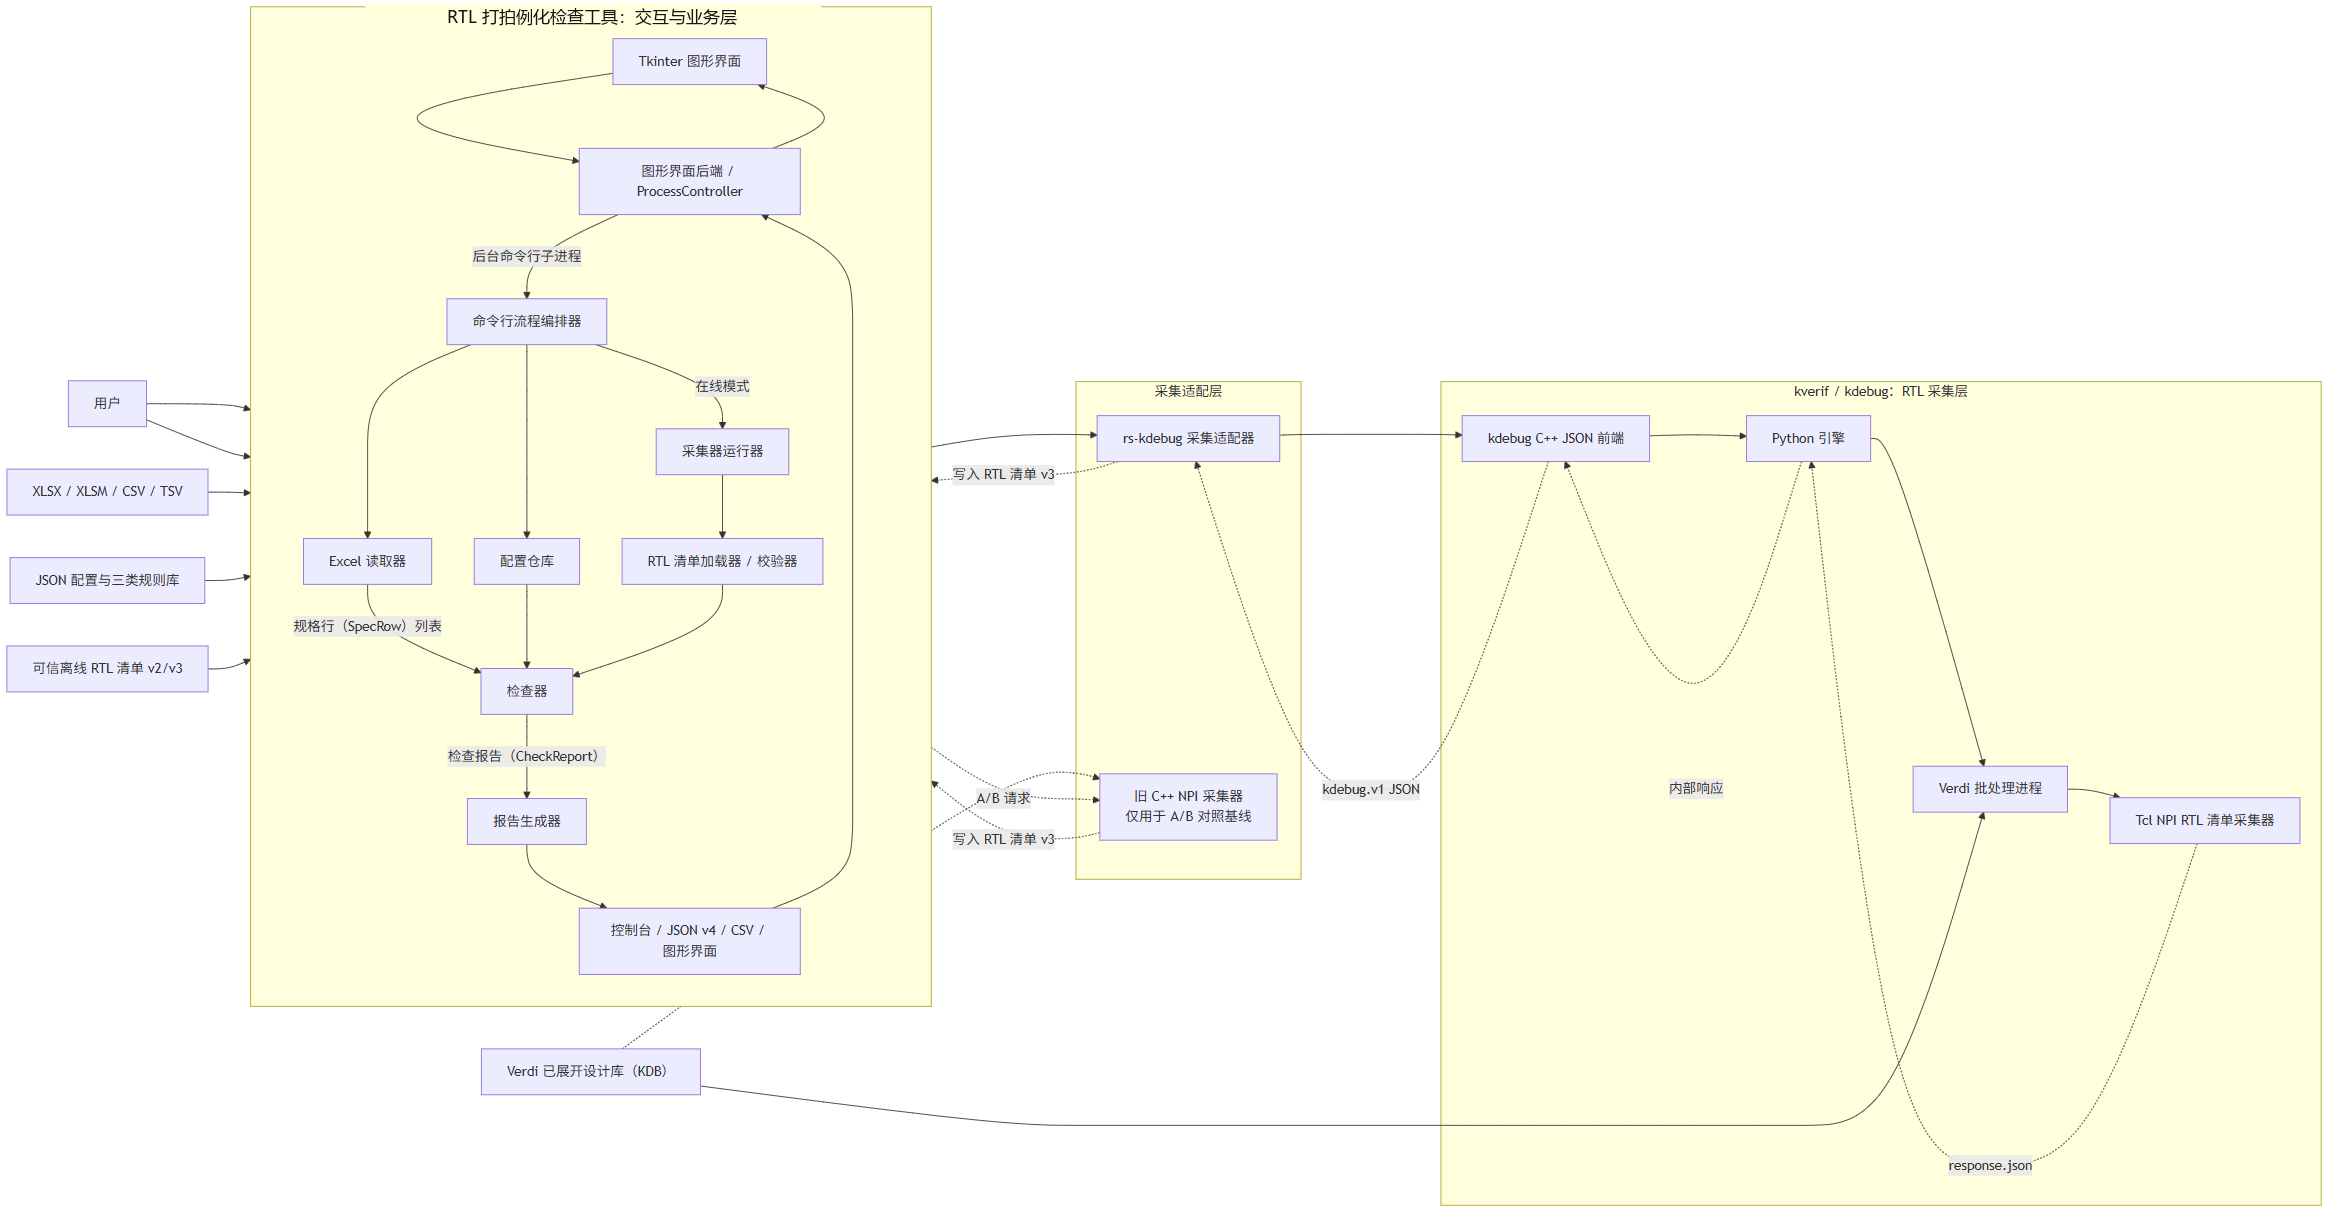 RTL 打拍例化检查工具：交互与业务层
Tkinter 图形界面
图形界面后端 /
ProcessController
后台命令行子进程
命令行流程编排器
在线模式
采集器运行器
Excel 读取器
配置仓库
RTL 清单加载器 / 校验器
规格行（SpecRow）列表
检查器
检查报告（CheckReport）
报告生成器
控制台 / JSON v4 / CSV /
图形界面
用户
XLSX / XLSM / CSV / TSV
JSON 配置与三类规则库
可信离线 RTL 清单 v2/v3
Verdi 已展开设计库（KDB）
采集适配层
rs-kdebug 采集适配器
写入 RTL 清单 v3
A/B 请求
旧 C++ NPI 采集器
仅用于 A/B 对照基线
写入 RTL 清单 v3
kdebug.v1 JSON
kverif / kdebug：RTL 采集层
kdebug C++ JSON 前端
Python 引擎
内部响应
Verdi 批处理进程
Tcl NPI RTL 清单采集器
response.json